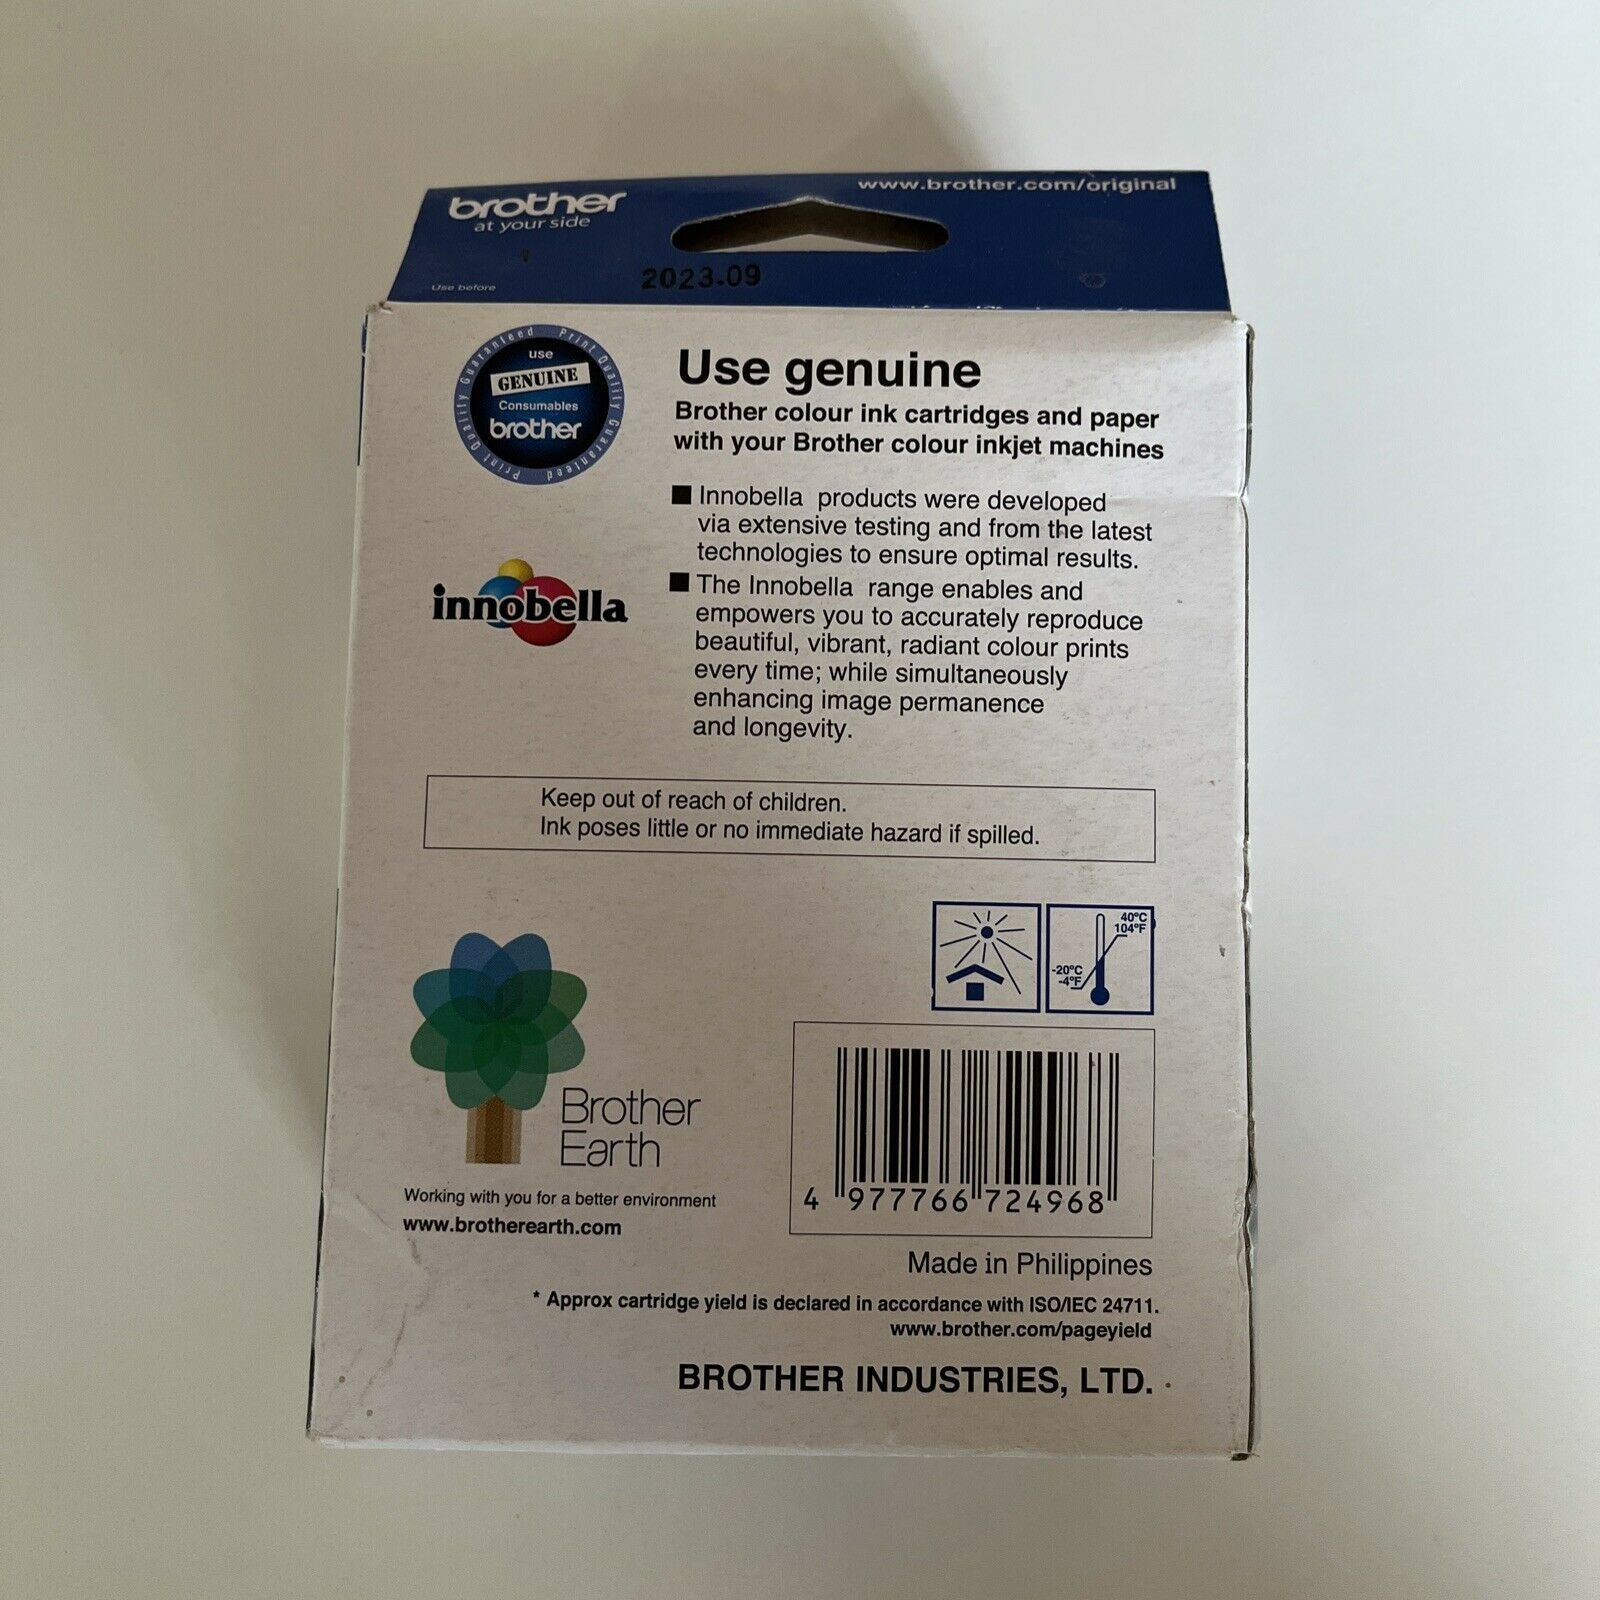 brother
at your side
www.brother.com/original
Use before
2023.09
Print Quality Guaranteed Print Quality Guaranteed
use
GENUINE
Consumables
brother
Use genuine
Brother colour ink cartridges and paper
with your Brother colour inkjet machines
innobella
■ Innobella products were developed
via extensive testing and from the latest
technologies to ensure optimal results.
■ The Innobella range enables and
empowers you to accurately reproduce
beautiful, vibrant, radiant colour prints
every time; while simultaneously
enhancing image permanence
and longevity.
Keep out of reach of children.
Ink poses little or no immediate hazard if spilled.
40°C
104°F
-20°C
-4°F
Brother
Earth
Working with you for a better environment
www.brotherearth.com
4 977766 724968
Made in Philippines
* Approx cartridge yield is declared in accordance with ISO/IEC 24711.
www.brother.com/pageyield
BROTHER INDUSTRIES, LTD.